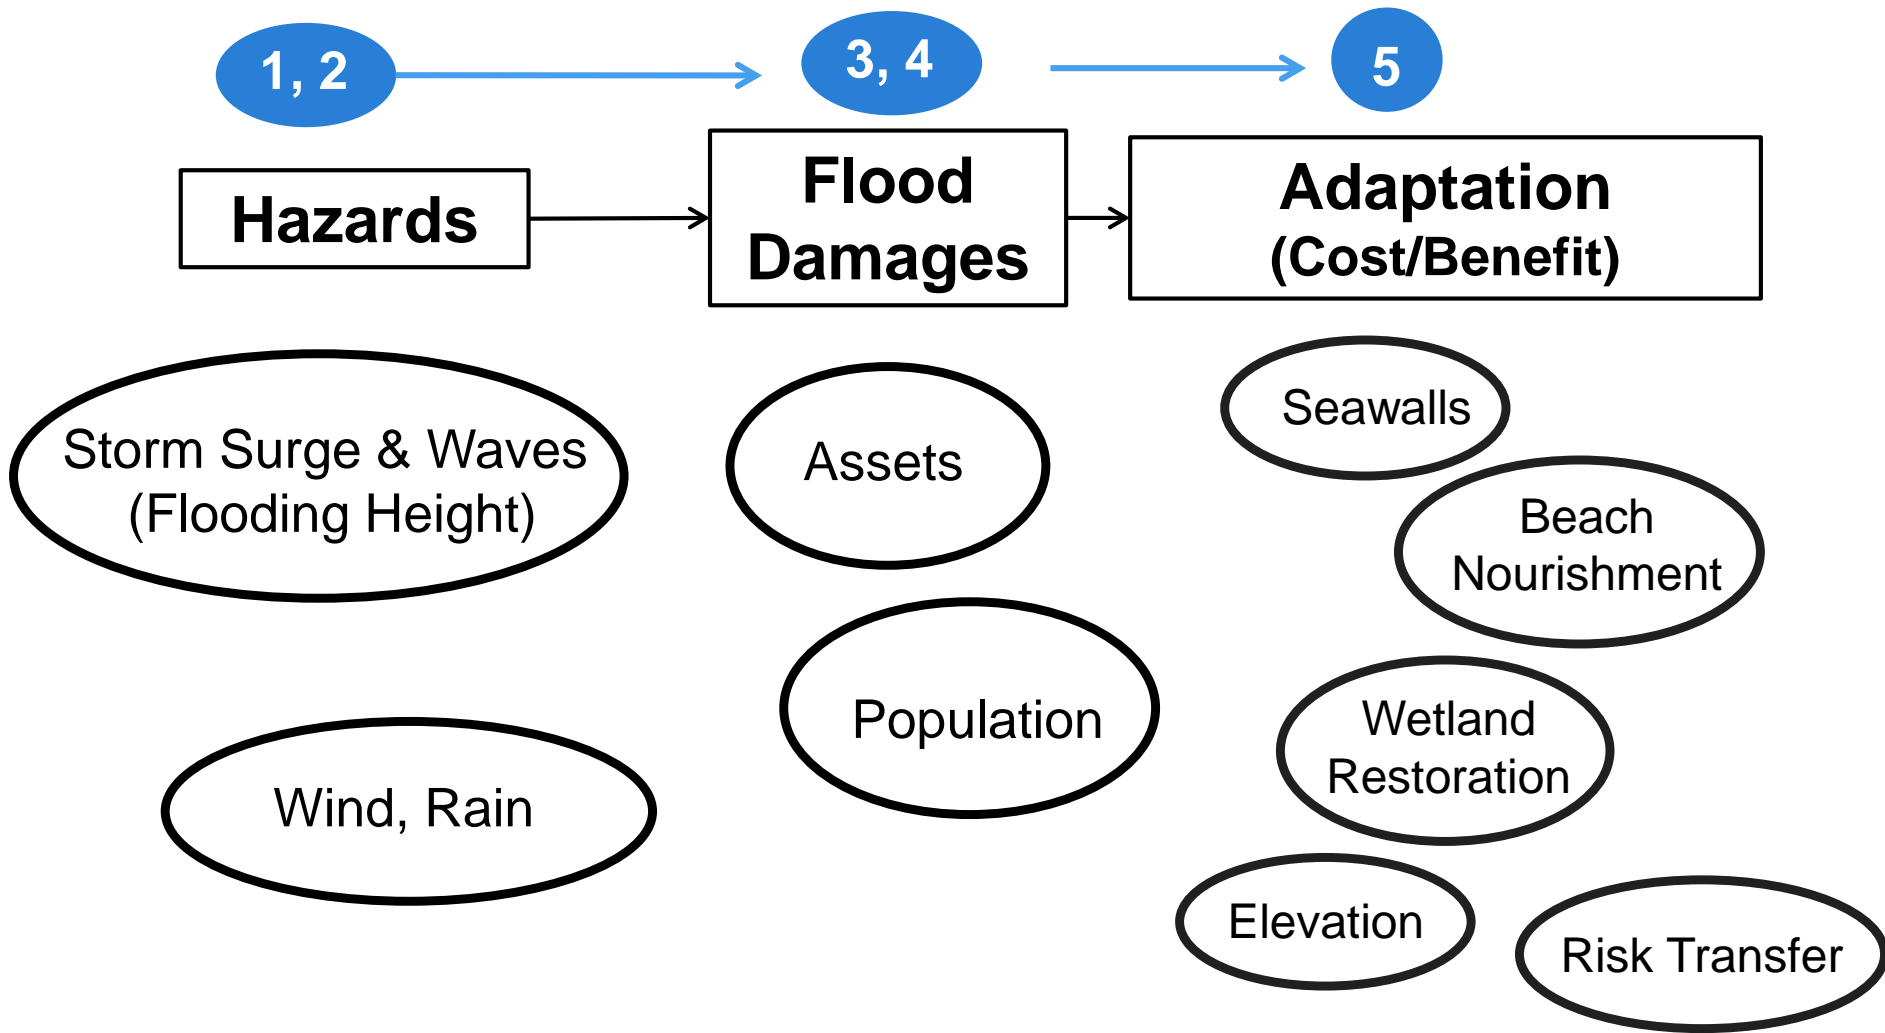 1, 2
3, 4
5
Hazards
Flood
Damages
Adaptation
(Cost/Benefit)
Storm Surge & Waves
(Flooding Height)
Wind, Rain
Assets
Population
Seawalls
Beach
Nourishment
Wetland
Restoration
Elevation
Risk Transfer